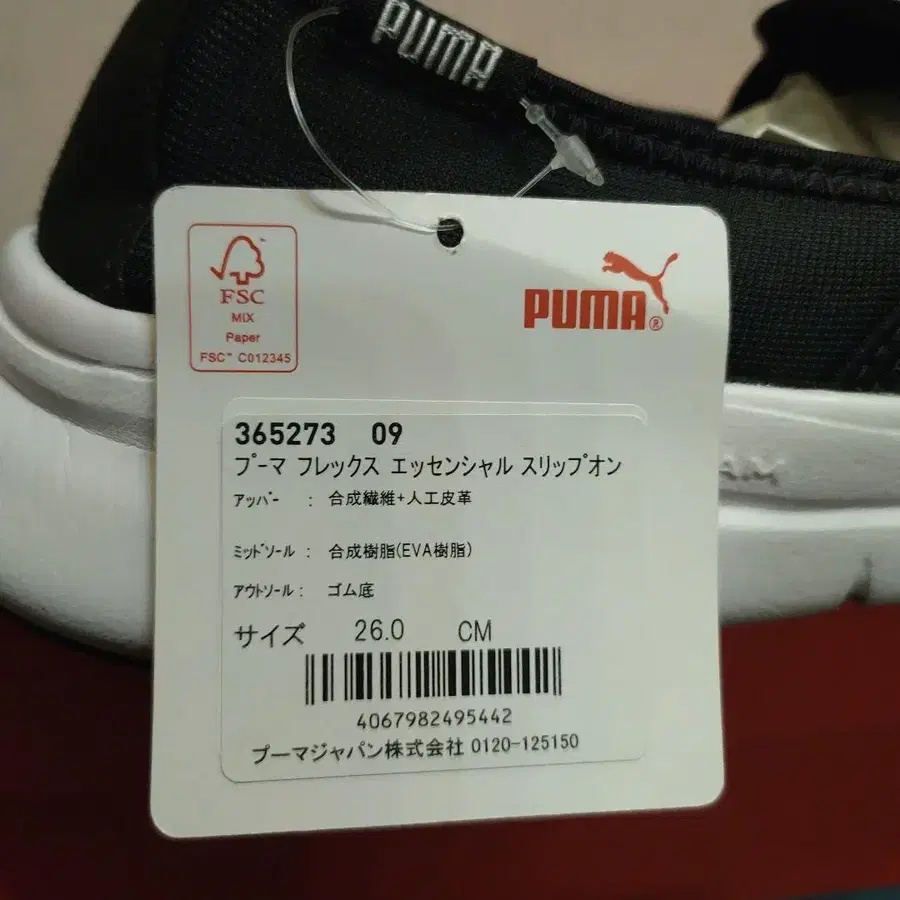 PUMA
FSC
MIX
Paper
FSC™ C012345
PUMA®
365273 09
プーマ フレックス エッセンシャル スリップオン
アッパー : 合成繊維+人工皮革
ミッドソール : 合成樹脂(EVA樹脂)
アウトソール : ゴム底
サイズ 26.0 CM
4067982495442
プーマジャパン株式会社 0120-125150